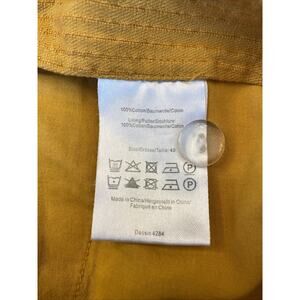 100%Cotton/Baumwolle/Coton
Lining/Futter/Doublure:
100%Cotton/Baumwolle/Coton
Size/Grösse/Taille: 40
Made in China/Hergestellt in China/
Fabriqué en Chine
Dessin 4284